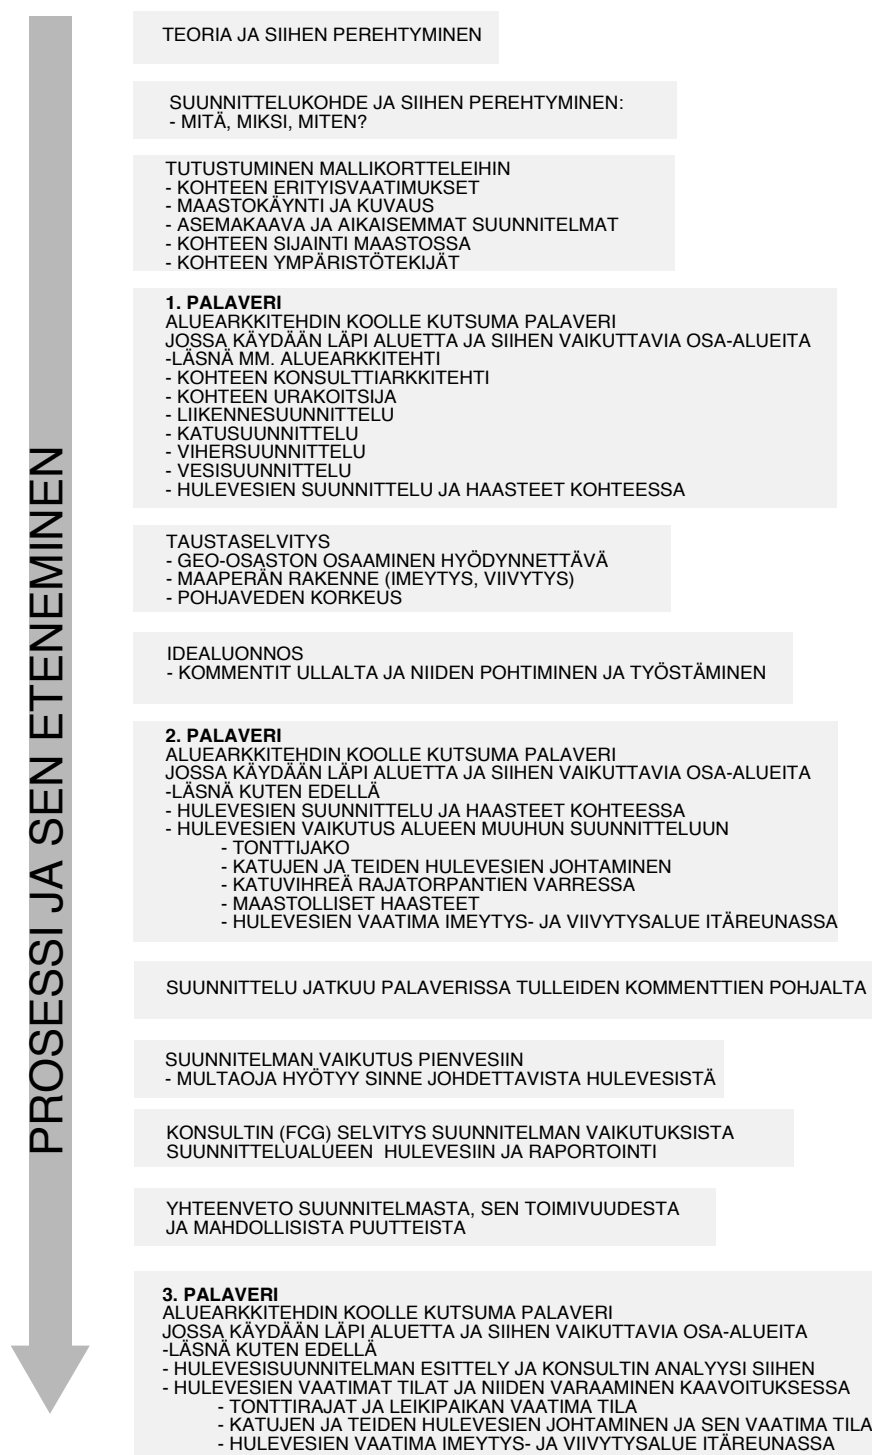 PROSESSI JA SEN ETENEMINEN
TEORIA JA SIIHEN PEREHTYMINEN
SUUNNITTELUKOHDE JA SIIHEN PEREHTYMINEN:
- MITÄ, MIKSI, MITEN?
TUTUSTUMINEN MALLIKORTTELEIHIN
- KOHTEEN ERITYISVAATIMUKSET
- MAASTOKÄYNTI JA KUVAUS
- ASEMAKAAVA JA AIKAISEMMAT SUUNNITELMAT
- KOHTEEN SIJAINTI MAASTOSSA
- KOHTEEN YMPÄRISTÖTEKIJÄT
1. PALAVERI
ALUEARKKITEHDIN KOOLLE KUTSUMA PALAVERI
JOSSA KÄYDÄÄN LÄPI ALUETTA JA SIIHEN VAIKUTTAVIA OSA-ALUEITA
-LÄSNÄ MM. ALUEARKKITEHTI
- KOHTEEN KONSULTTIARKKITEHTI
- KOHTEEN URAKOITSIJA
- LIIKENNESUUNNITTELU
- KATUSUUNNITTELU
- VIHERSUUNNITTELU
- VESISUUNNITTELU
- HULEVESIEN SUUNNITTELU JA HAASTEET KOHTEESSA
TAUSTASELVITYS
- GEO-OSASTON OSAAMINEN HYÖDYNNETTÄVÄ
- MAAPERÄN RAKENNE (IMEYTYS, VIIVYTYS)
- POHJAVEDEN KORKEUS
IDEALUONNOS
- KOMMENTIT ULLALTA JA NIIDEN POHTIMINEN JA TYÖSTÄMINEN
2. PALAVERI
ALUEARKKITEHDIN KOOLLE KUTSUMA PALAVERI
JOSSA KÄYDÄÄN LÄPI ALUETTA JA SIIHEN VAIKUTTAVIA OSA-ALUEITA
-LÄSNÄ KUTEN EDELLÄ
- HULEVESIEN SUUNNITTELU JA HAASTEET KOHTEESSA
- HULEVESIEN VAIKUTUS ALUEEN MUUHUN SUUNNITTELUUN
- TONTTIJAKO
- KATUJEN JA TEIDEN HULEVESIEN JOHTAMINEN
- KATUVIHREÄ RAJATORPANTIEN VARRESSA
- MAASTOLLISET HAASTEET
- HULEVESIEN VAATIMA IMEYTYS- JA VIIVYTYSALUE ITÄREUNASSA
SUUNNITTELU JATKUU PALAVERISSA TULLEIDEN KOMMENTTIEN POHJALTA
SUUNNITELMAN VAIKUTUS PIENVESIIN
- MULTAOJA HYÖTYY SINNE JOHDETTAVISTA HULEVESISTÄ
KONSULTIN (FCG) SELVITYS SUUNNITELMAN VAIKUTUKSISTA
SUUNNITTELUALUEEN HULEVESIIN JA RAPORTOINTI
YHTEENVETO SUUNNITELMASTA, SEN TOIMIVUUDESTA
JA MAHDOLLISISTA PUUTTEISTA
3. PALAVERI
ALUEARKKITEHDIN KOOLLE KUTSUMA PALAVERI
JOSSA KÄYDÄÄN LÄPI ALUETTA JA SIIHEN VAIKUTTAVIA OSA-ALUEITA
-LÄSNÄ KUTEN EDELLÄ
- HULEVESISUUNNITELMAN ESITTELY JA KONSULTIN ANALYYSI SIIHEN
- HULEVESIEN VAATIMAT TILAT JA NIIDEN VARAAMINEN KAAVOITUKSESSA
- TONTTIRAJAT JA LEIKIPAIKAN VAATIMA TILA
- KATUJEN JA TEIDEN HULEVESIEN JOHTAMINEN JA SEN VAATIMA TILA
- HULEVESIEN VAATIMA IMEYTYS- JA VIIVYTYSALUE ITÄREUNASSA